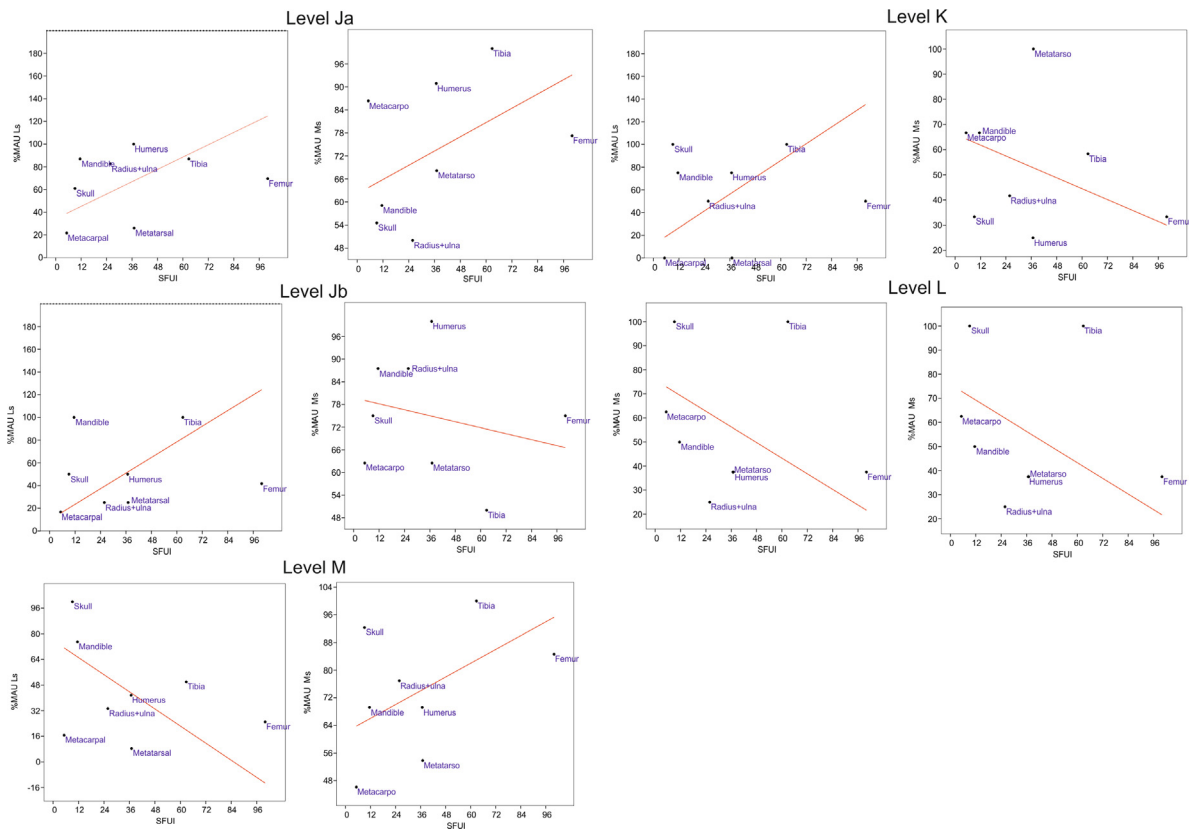 Level Ja
180
160
140
120
100
80
60
40
20
0
%MAU Ls
Humerus
Mandible
Radius+ulna
Tibia
Femur
Skull
Metacarpal
Metatarsal
0 12 24 36 48 60 72 84 96
SFUI
96
90
84
78
72
66
60
54
48
%MAU Ms
Tibia
Humerus
Metacarpo
Femur
Metatarso
Mandible
Skull
Radius+ulna
0 12 24 36 48 60 72 84 96
SFUI
Level K
180
160
140
120
100
80
60
40
20
0
%MAU Ls
Skull
Tibia
Mandible
Humerus
Radius+ulna
Femur
Metacarpal
Metatarsal
0 12 24 36 48 60 72 84 96
SFUI
100
90
80
70
60
50
40
30
20
%MAU Ms
Metatarso
Mandible
Metacarpo
Tibia
Radius+ulna
Skull
Femur
Humerus
0 12 24 36 48 60 72 84 96
SFUI
Level Jb
180
160
140
120
100
80
60
40
20
0
%MAU Ls
Mandible
Tibia
Skull
Humerus
Femur
Metatarsal
Radius+ulna
Metacarpal
0 12 24 36 48 60 72 84 96
SFUI
96
90
84
78
72
66
60
54
48
%MAU Ms
Humerus
Mandible
Radius+ulna
Skull
Femur
Metacarpo
Metatarso
Tibia
0 12 24 36 48 60 72 84 96
SFUI
Level L
100
90
80
70
60
50
40
30
20
%MAU Ls
Skull
Tibia
Metacarpo
Mandible
Metatarso
Humerus
Femur
Radius+ulna
0 12 24 36 48 60 72 84 96
SFUI
100
90
80
70
60
50
40
30
20
%MAU Ms
Skull
Tibia
Metacarpo
Mandible
Metatarso
Humerus
Femur
Radius+ulna
0 12 24 36 48 60 72 84 96
SFUI
Level M
96
80
64
48
32
16
0
-16
%MAU Ls
Skull
Mandible
Tibia
Humerus
Radius+ulna
Femur
Metacarpal
Metatarsal
0 12 24 36 48 60 72 84 96
SFUI
104
96
88
80
72
64
56
48
%MAU Ms
Tibia
Skull
Femur
Radius+ulna
Mandible
Humerus
Metatarso
Metacarpo
0 12 24 36 48 60 72 84 96
SFUI